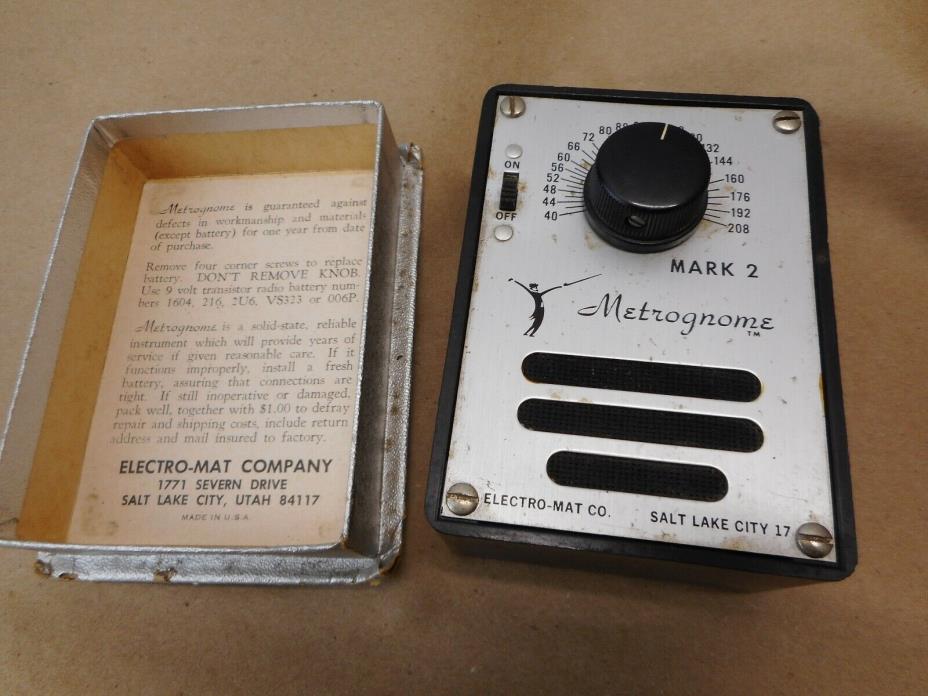 Metrognome is guaranteed against
defects in workmanship and materials
(except battery) for one year from date
of purchase.
Remove four corner screws to replace
battery. DON'T REMOVE KNOB.
Use 9 volt transistor radio battery num-
bers 1604, 216, 2U6, VS323 or 006P.
Metrognome is a solid-state, reliable
instrument which will provide years of
service if given reasonable care. If it
functions improperly, install a fresh
battery, assuring that connections are
tight. If still inoperative or damaged,
pack well, together with $1.00 to defray
repair and shipping costs, include return
address and mail insured to factory.
ELECTRO-MAT COMPANY
1771 SEVERN DRIVE
SALT LAKE CITY, UTAH 84117
MADE IN U.S.A.
ON
OFF
40
44
48
52
56
60
66
72
80
132
144
160
176
192
208
MARK 2
Metrognome
TM
ELECTRO-MAT CO. SALT LAKE CITY 17